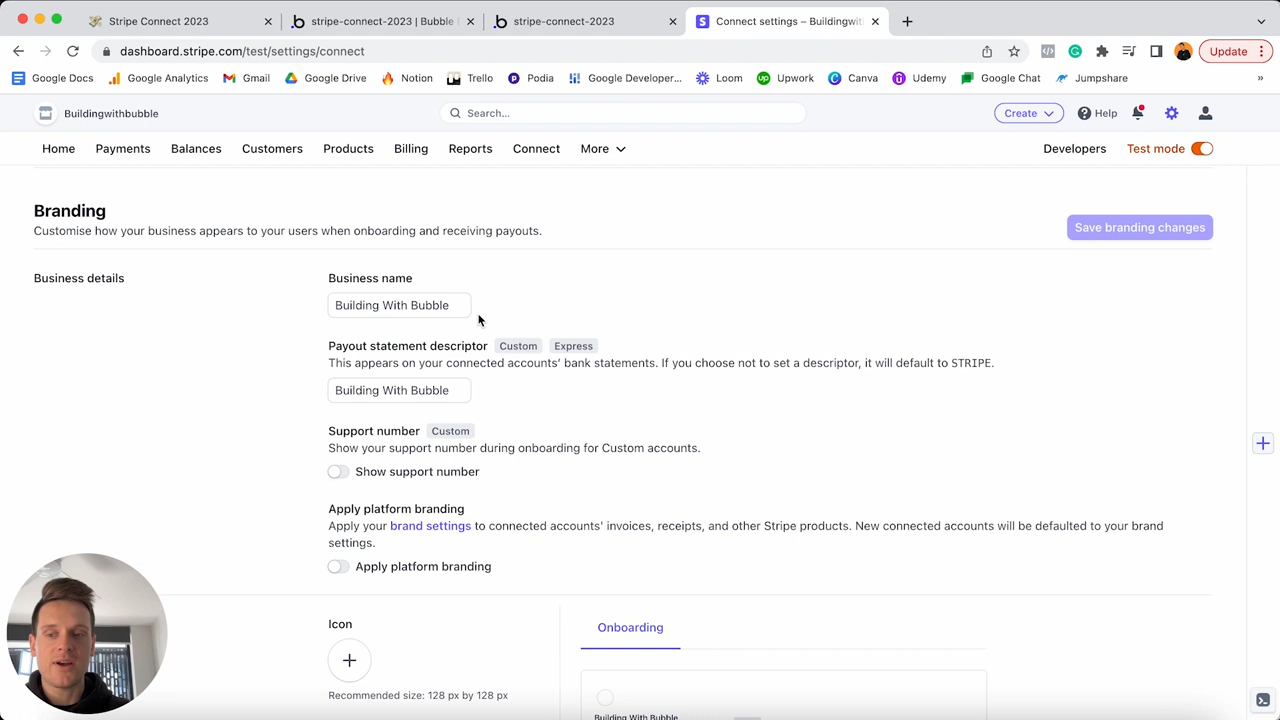 Stripe Connect 2023
stripe-connect-2023 | Bubble
stripe-connect-2023
Connect settings – Buildingwith
dashboard.stripe.com/test/settings/connect
Update
Google Docs
Google Analytics
Gmail
Google Drive
Notion
Trello
Podia
Google Developer...
Loom
Upwork
Canva
Udemy
Google Chat
Jumpshare
»
Buildingwithbubble
Search...
Create
Help
Home
Payments
Balances
Customers
Products
Billing
Reports
Connect
More
Developers
Test mode
Branding
Customise how your business appears to your users when onboarding and receiving payouts.
Save branding changes
Business details
Business name
Building With Bubble
Payout statement descriptor Custom Express
This appears on your connected accounts' bank statements. If you choose not to set a descriptor, it will default to STRIPE.
Building With Bubble
Support number Custom
Show your support number during onboarding for Custom accounts.
Show support number
Apply platform branding
Apply your brand settings to connected accounts' invoices, receipts, and other Stripe products. New connected accounts will be defaulted to your brand
settings.
Apply platform branding
Icon
Onboarding
Recommended size: 128 px by 128 px
Building With Bubble